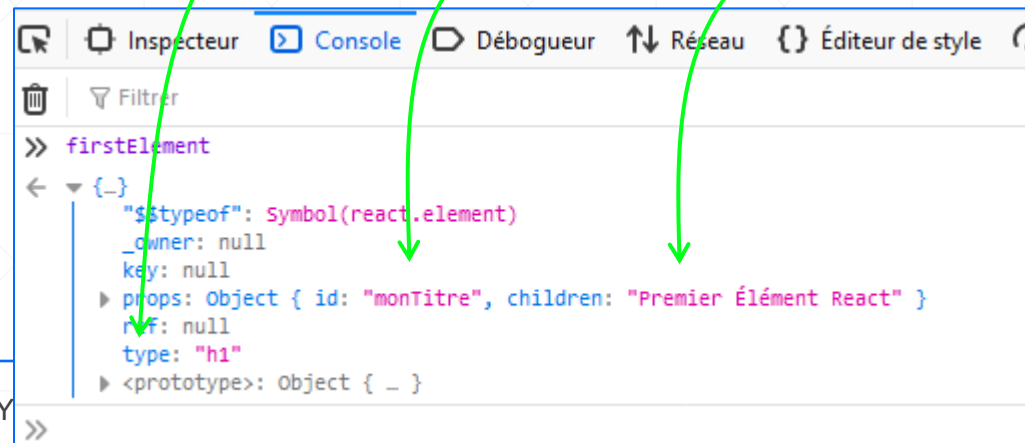 Inspecteur Console Débogueur Réseau {} Éditeur de style
Filtrer
>> firstElement
← ▼ {…}
"$$typeof": Symbol(react.element)
_owner: null
key: null
▶ props: Object { id: "monTitre", children: "Premier Élément React" }
ref: null
type: "h1"
▶ <prototype>: Object { … }
Y
>>